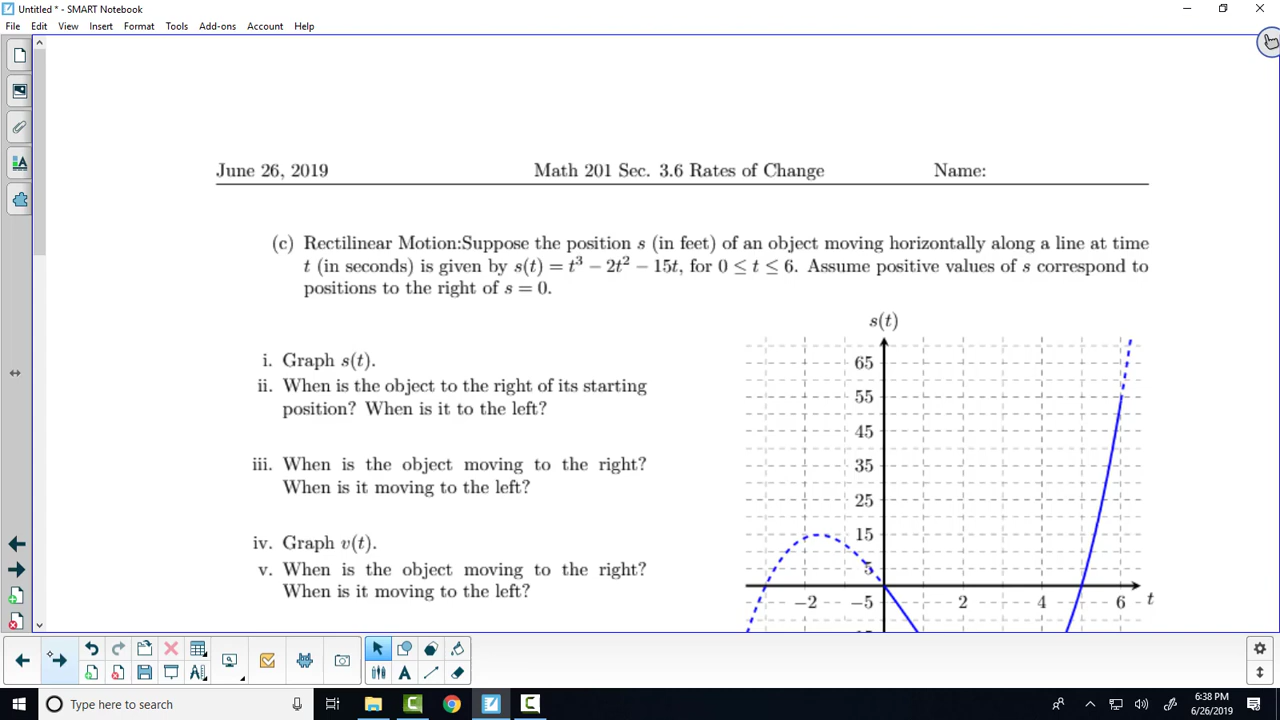 Untitled * - SMART Notebook
File Edit View Insert Format Tools Add-ons Account Help
June 26, 2019 Math 201 Sec. 3.6 Rates of Change Name:
(c) Rectilinear Motion:Suppose the position s (in feet) of an object moving horizontally along a line at time
t (in seconds) is given by s(t) = t³ − 2t² − 15t, for 0 ≤ t ≤ 6. Assume positive values of s correspond to
positions to the right of s = 0.
s(t)
i. Graph s(t).
ii. When is the object to the right of its starting
position? When is it to the left?
iii. When is the object moving to the right?
When is it moving to the left?
iv. Graph v(t).
v. When is the object moving to the right?
When is it moving to the left?
65
55
45
35
25
15
5
−2 −5 2 4 6 t
Type here to search
6:38 PM
6/26/2019